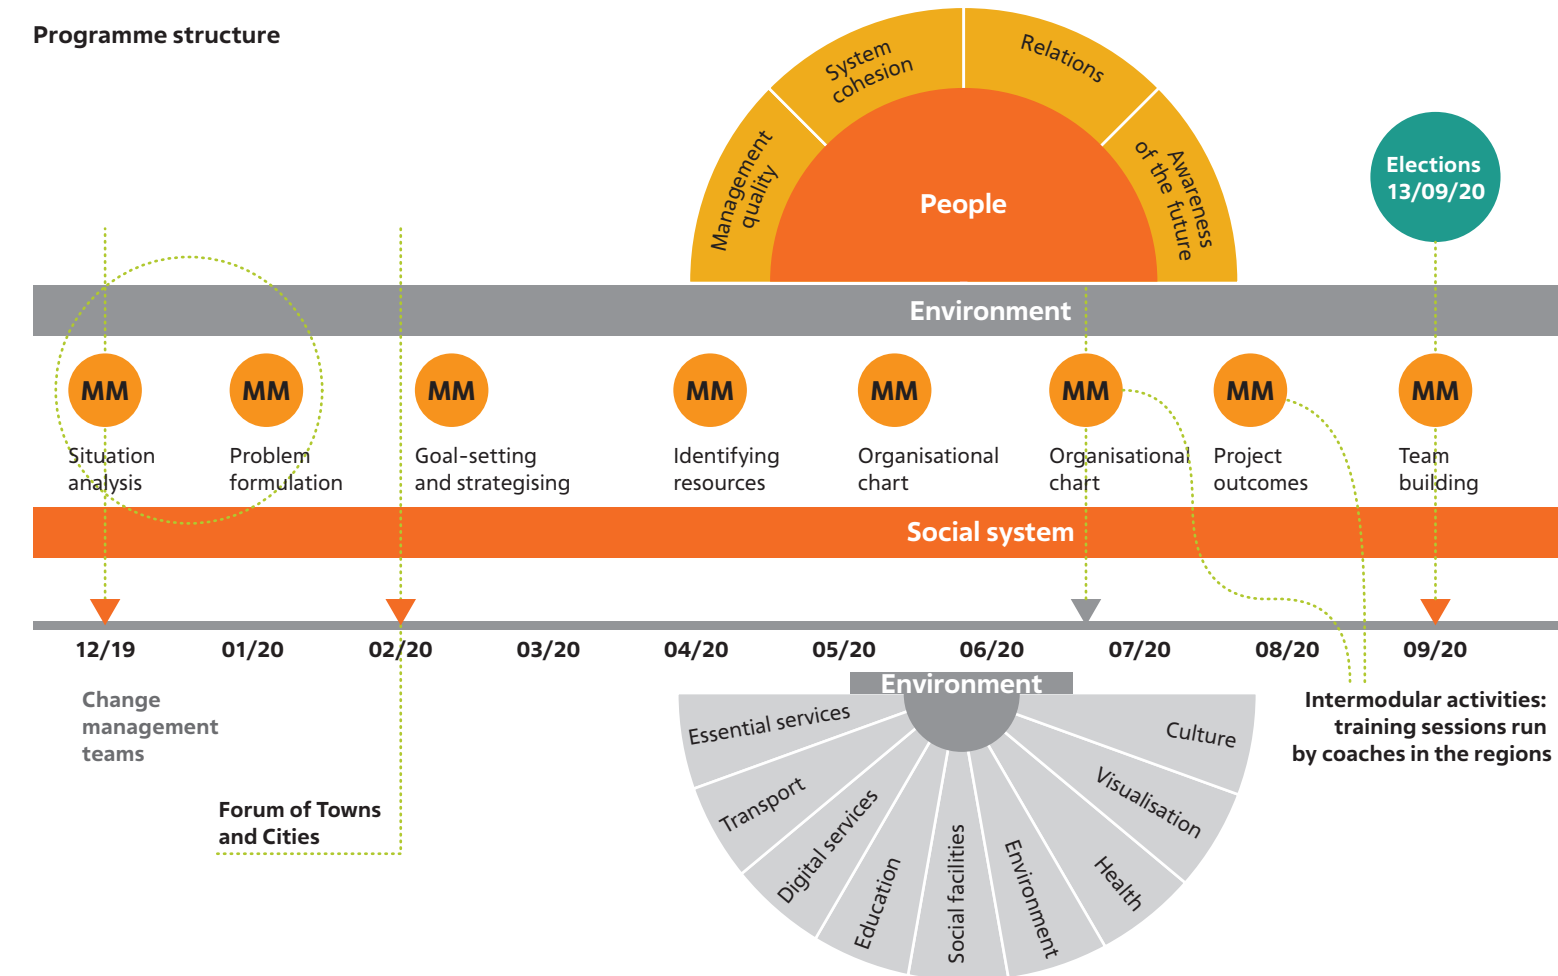 Programme structure
Management
quality
System
cohesion
Relations
Awareness
of the future
People
Elections
13/09/20
Environment
MM
MM
MM
MM
MM
MM
MM
MM
Situation
analysis
Problem
formulation
Goal-setting
and strategising
Identifying
resources
Organisational
chart
Organisational
chart
Project
outcomes
Team
building
Social system
12/19
01/20
02/20
03/20
04/20
05/20
06/20
07/20
08/20
09/20
Change
management
teams
Forum of Towns
and Cities
Environment
Essential services
Transport
Digital services
Education
Social facilities
Environment
Health
Visualisation
Culture
Intermodular activities:
training sessions run
by coaches in the regions